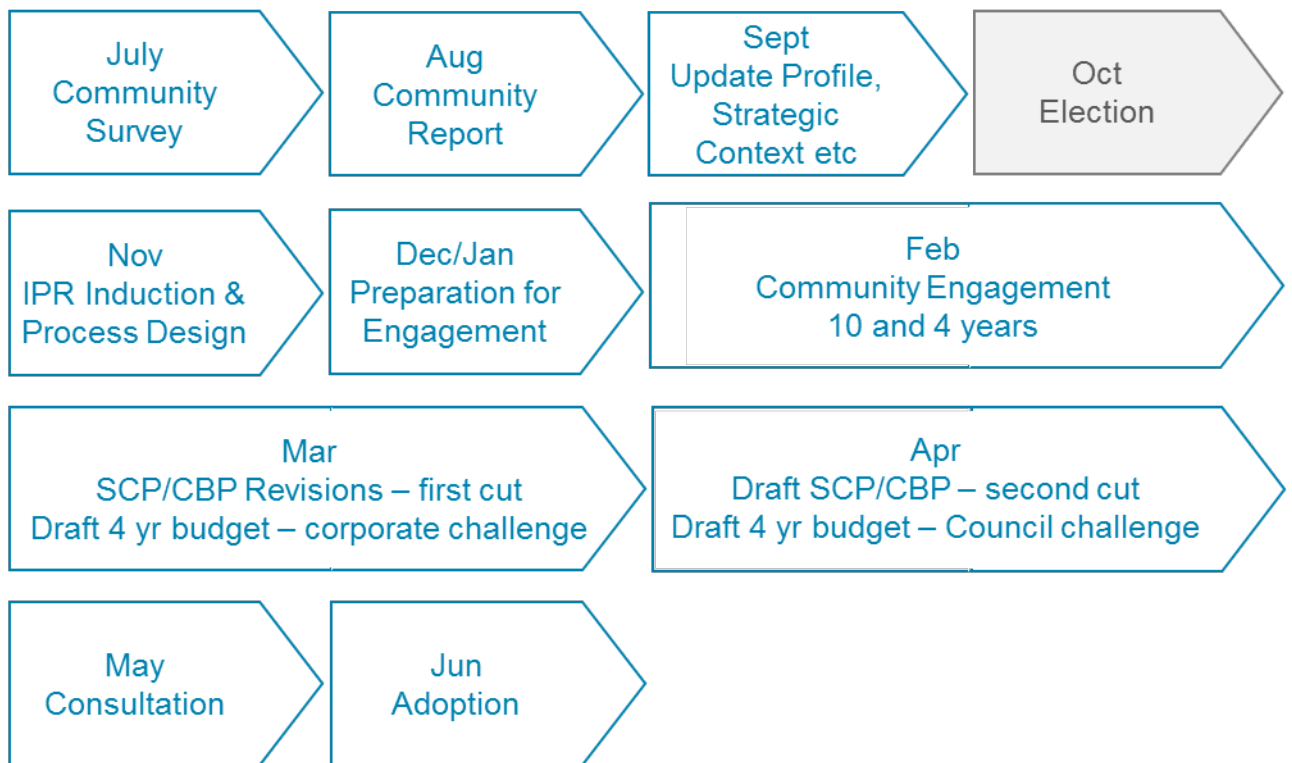 July
Community
Survey
Aug
Community
Report
Sept
Update Profile,
Strategic
Context etc
Oct
Election
Nov
IPR Induction &
Process Design
Dec/Jan
Preparation for
Engagement
Feb
Community Engagement
10 and 4 years
Mar
SCP/CBP Revisions – first cut
Draft 4 yr budget – corporate challenge
Apr
Draft SCP/CBP – second cut
Draft 4 yr budget – Council challenge
May
Consultation
Jun
Adoption